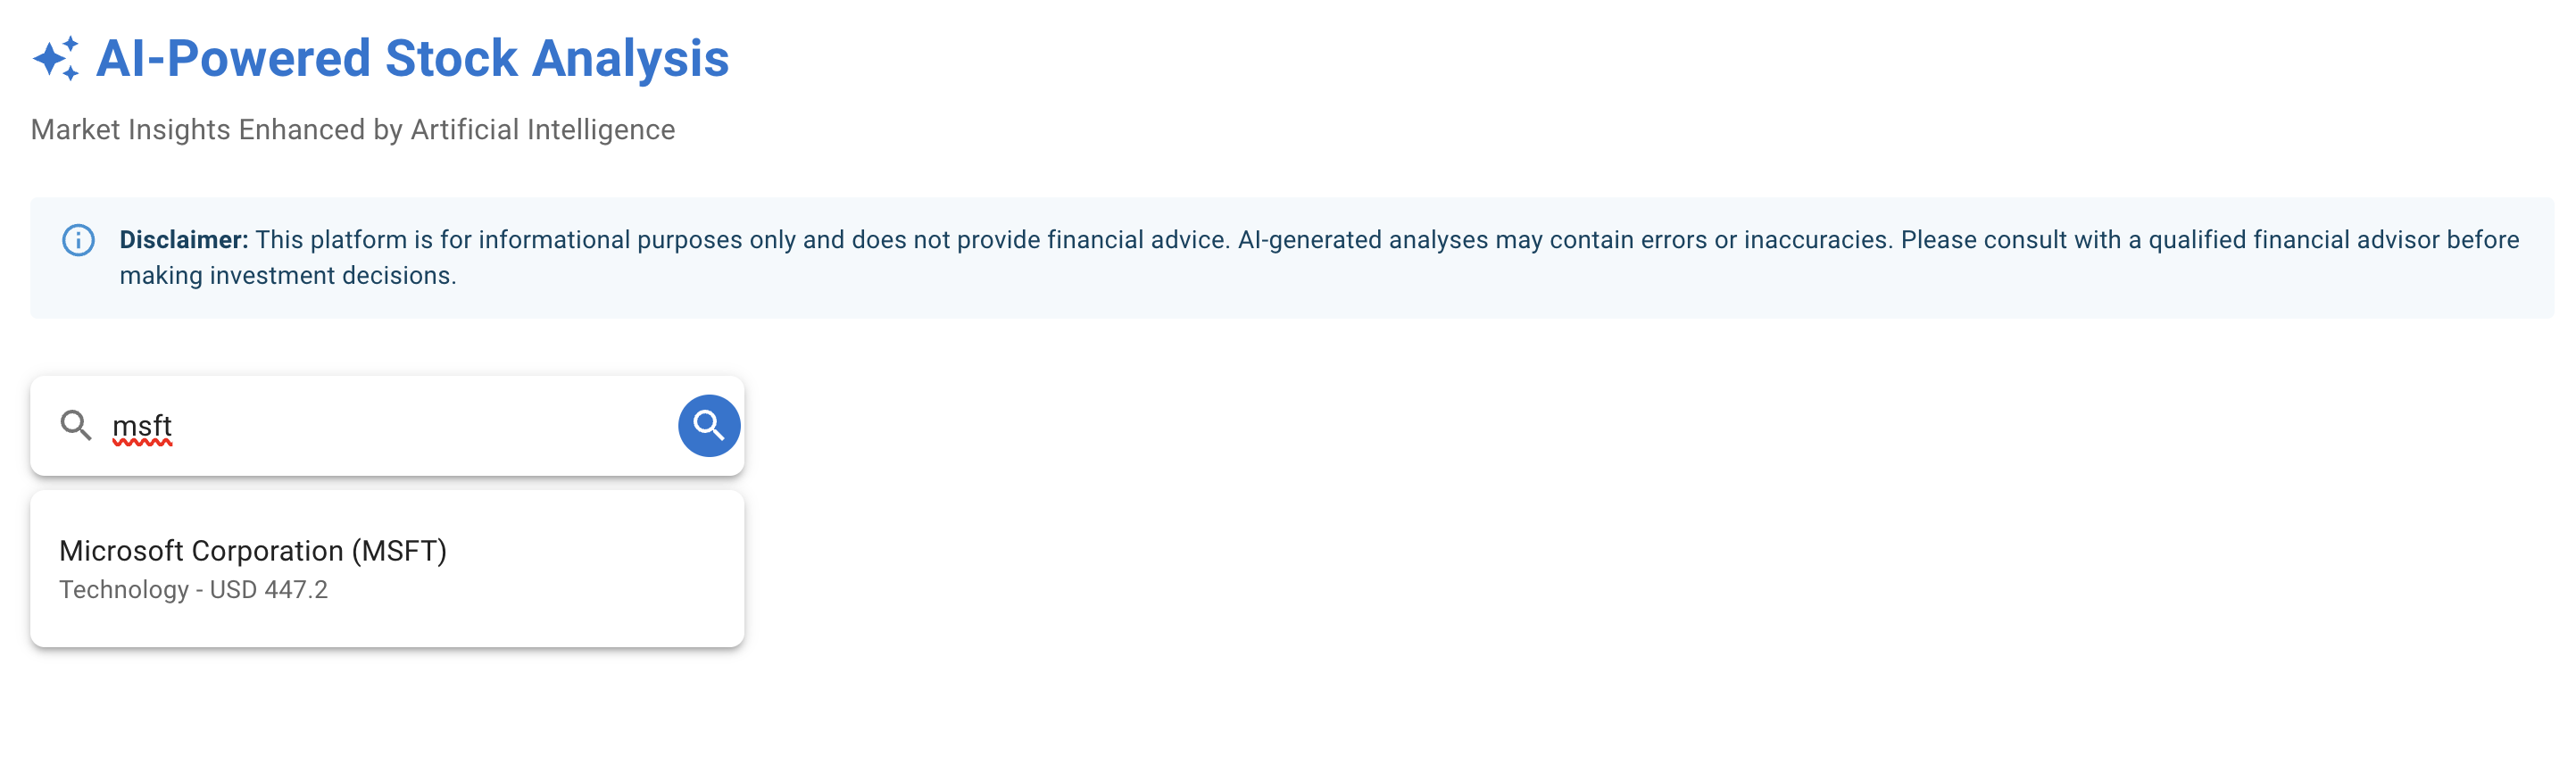 AI-Powered Stock Analysis
Market Insights Enhanced by Artificial Intelligence
Disclaimer: This platform is for informational purposes only and does not provide financial advice. AI-generated analyses may contain errors or inaccuracies. Please consult with a qualified financial advisor before
making investment decisions.
msft
Microsoft Corporation (MSFT)
Technology - USD 447.2